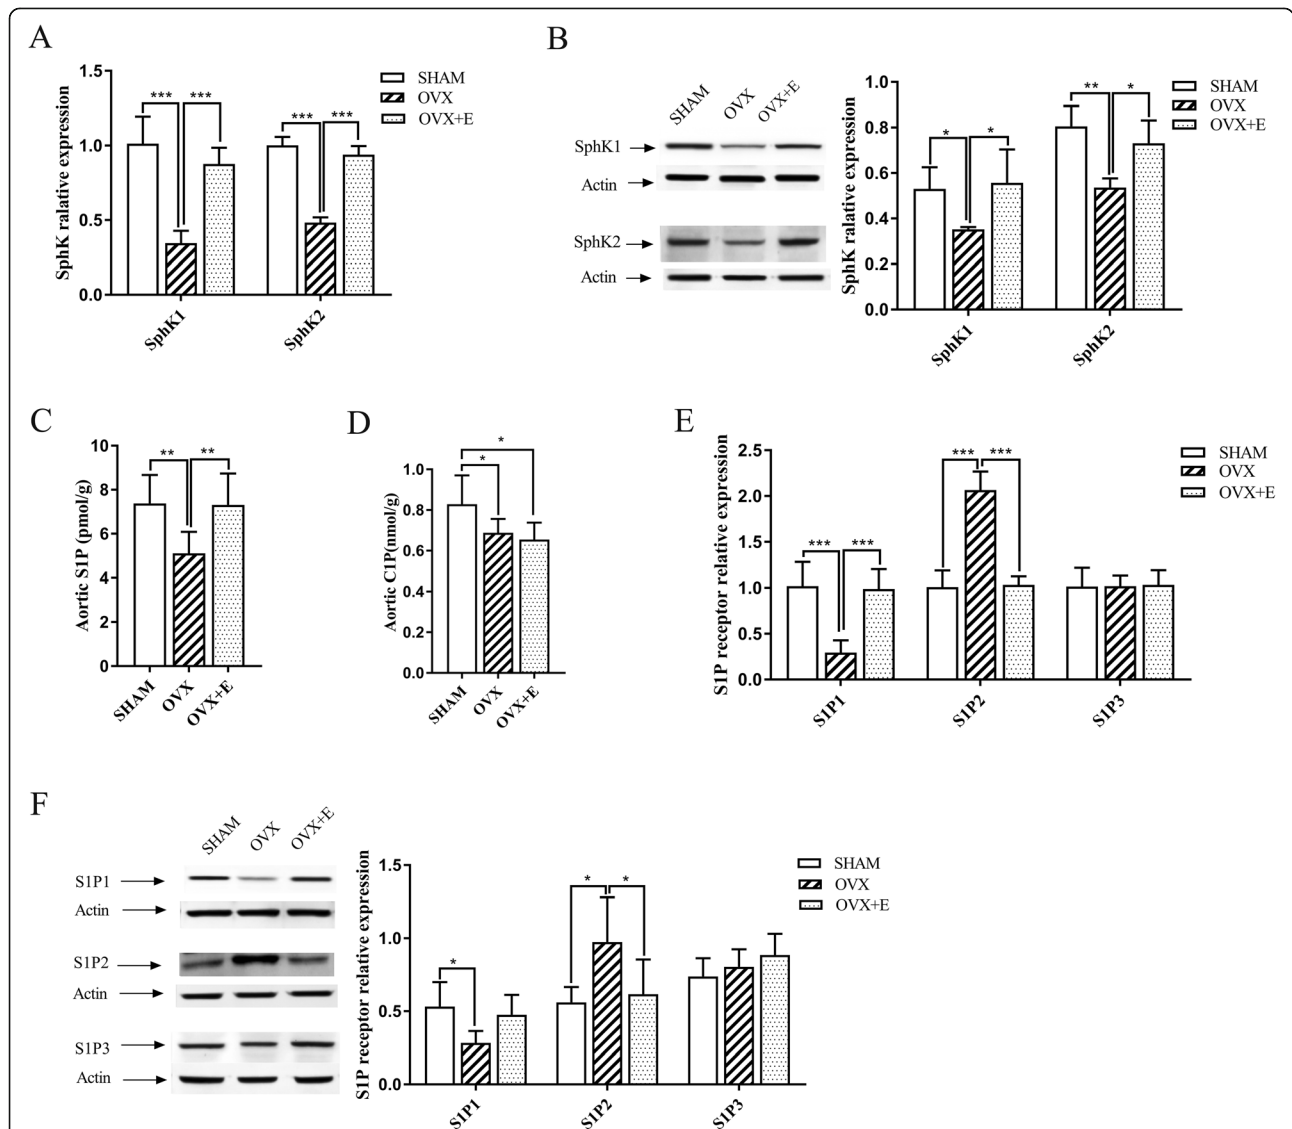 A
SphK ralative expression
1.5
1.0
0.5
0.0
*** ***
*** ***
SphK1
SphK2
SHAM
OVX
OVX+E
B
SHAM
OVX
OVX+E
SphK1
Actin
SphK2
Actin
SphK ralative expression
1.0
0.8
0.6
0.4
0.2
0.0
* *
** *
SphK1
SphK2
SHAM
OVX
OVX+E
C
Aortic S1P (pmol/g)
10
8
6
4
2
0
** **
SHAM
OVX
OVX+E
D
Aortic C1P(nmol/g)
1.0
0.8
0.6
0.4
0.2
0.0
*
*
SHAM
OVX
OVX+E
E
S1P receptor relative expression
2.5
2.0
1.5
1.0
0.5
0.0
*** ***
*** ***
S1P1
S1P2
S1P3
SHAM
OVX
OVX+E
F
SHAM
OVX
OVX+E
S1P1
Actin
S1P2
Actin
S1P3
Actin
S1P receptor relative expression
1.5
1.0
0.5
0.0
*
* *
S1P1
S1P2
S1P3
SHAM
OVX
OVX+E